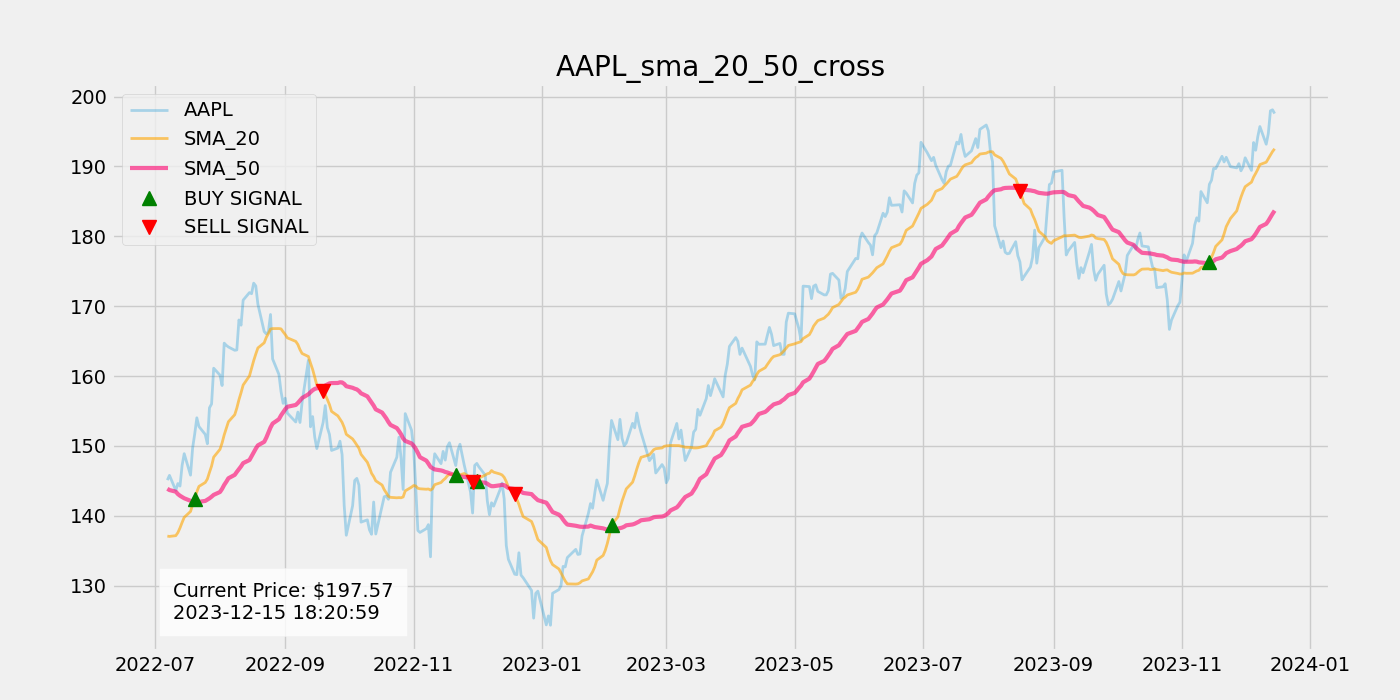 AAPL_sma_20_50_cross
200
190
180
170
160
150
140
130
AAPL
SMA_20
SMA_50
BUY SIGNAL
SELL SIGNAL
Current Price: $197.57
2023-12-15 18:20:59
2022-07 2022-09 2022-11 2023-01 2023-03 2023-05 2023-07 2023-09 2023-11 2024-01